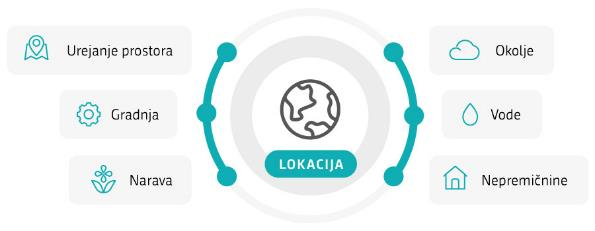 Urejanje prostora
Gradnja
Narava
LOKACIJA
Okolje
Vode
Nepremičnine